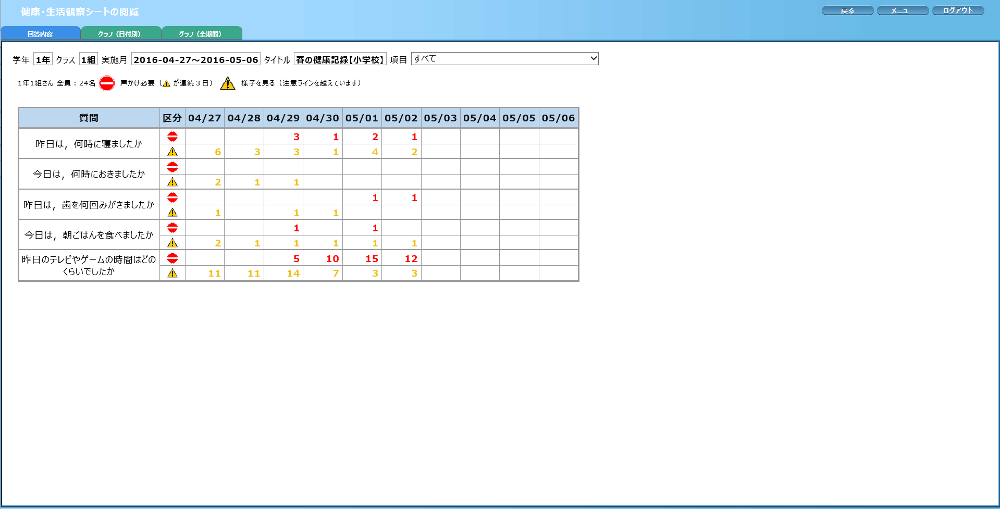 健康・生活観察シートの閲覧
戻る メニュー ログアウト
回答内容 グラフ（日付別） グラフ（全期間）
学年 1年 クラス 1組 実施月 2016-04-27～2016-05-06 タイトル 春の健康記録【小学校】 項目 すべて
1年1組さん 全員：24名 声かけ必要（ が連続３日） 様子を見る（注意ラインを越えています）
質問 区分 04/27 04/28 04/29 04/30 05/01 05/02 05/03 05/04 05/05 05/06
昨日は，何時に寝ましたか
3 1 2 1
6 3 3 1 4 2
今日は，何時におきましたか
2 1 1
昨日は，歯を何回みがきましたか
1 1
1 1 1
今日は，朝ごはんを食べましたか
1 1
2 1 1 1 1 1
昨日のテレビやゲームの時間はどの
くらいでしたか
5 10 15 12
11 11 14 7 3 3